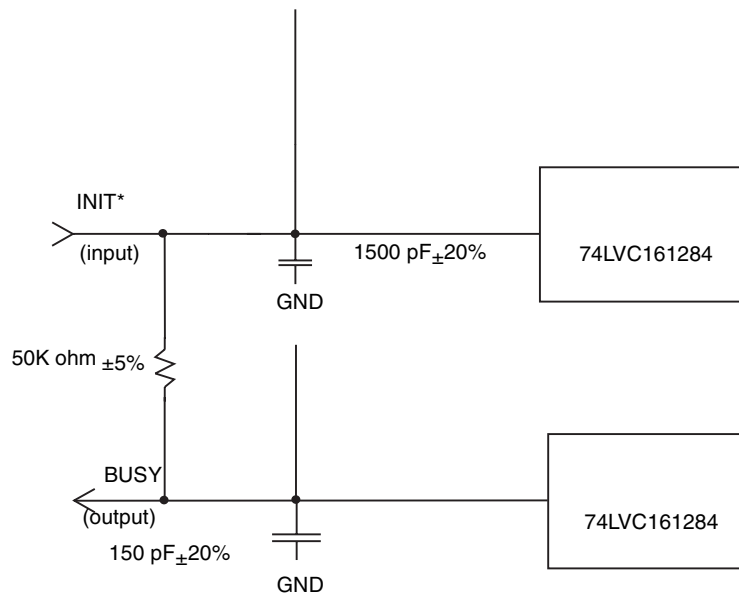 INIT*
(input)
1500 pF±20%
74LVC161284
GND
50K ohm ±5%
BUSY
(output)
74LVC161284
150 pF±20%
GND